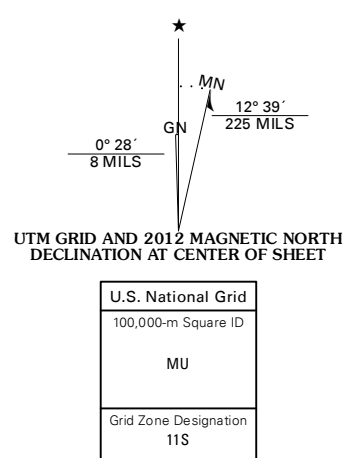 ★
MN
GN
12° 39´
225 MILS
0° 28´
8 MILS
UTM GRID AND 2012 MAGNETIC NORTH
DECLINATION AT CENTER OF SHEET
U.S. National Grid
100,000-m Square ID
MU
Grid Zone Designation
11S